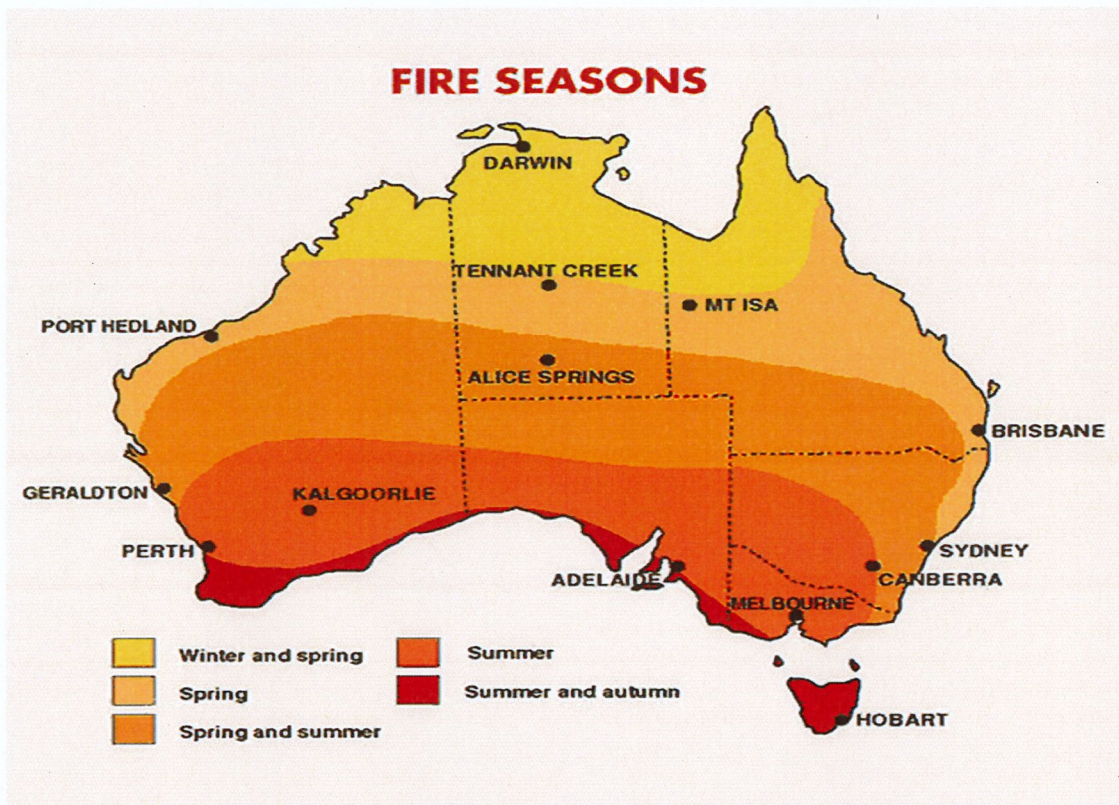 FIRE SEASONS
DARWIN
TENNANT CREEK
MT ISA
PORT HEDLAND
ALICE SPRINGS
BRISBANE
GERALDTON
KALGOORLIE
PERTH
SYDNEY
ADELAIDE
CANBERRA
MELBOURNE
Winter and spring
Summer
Spring
Summer and autumn
Spring and summer
HOBART